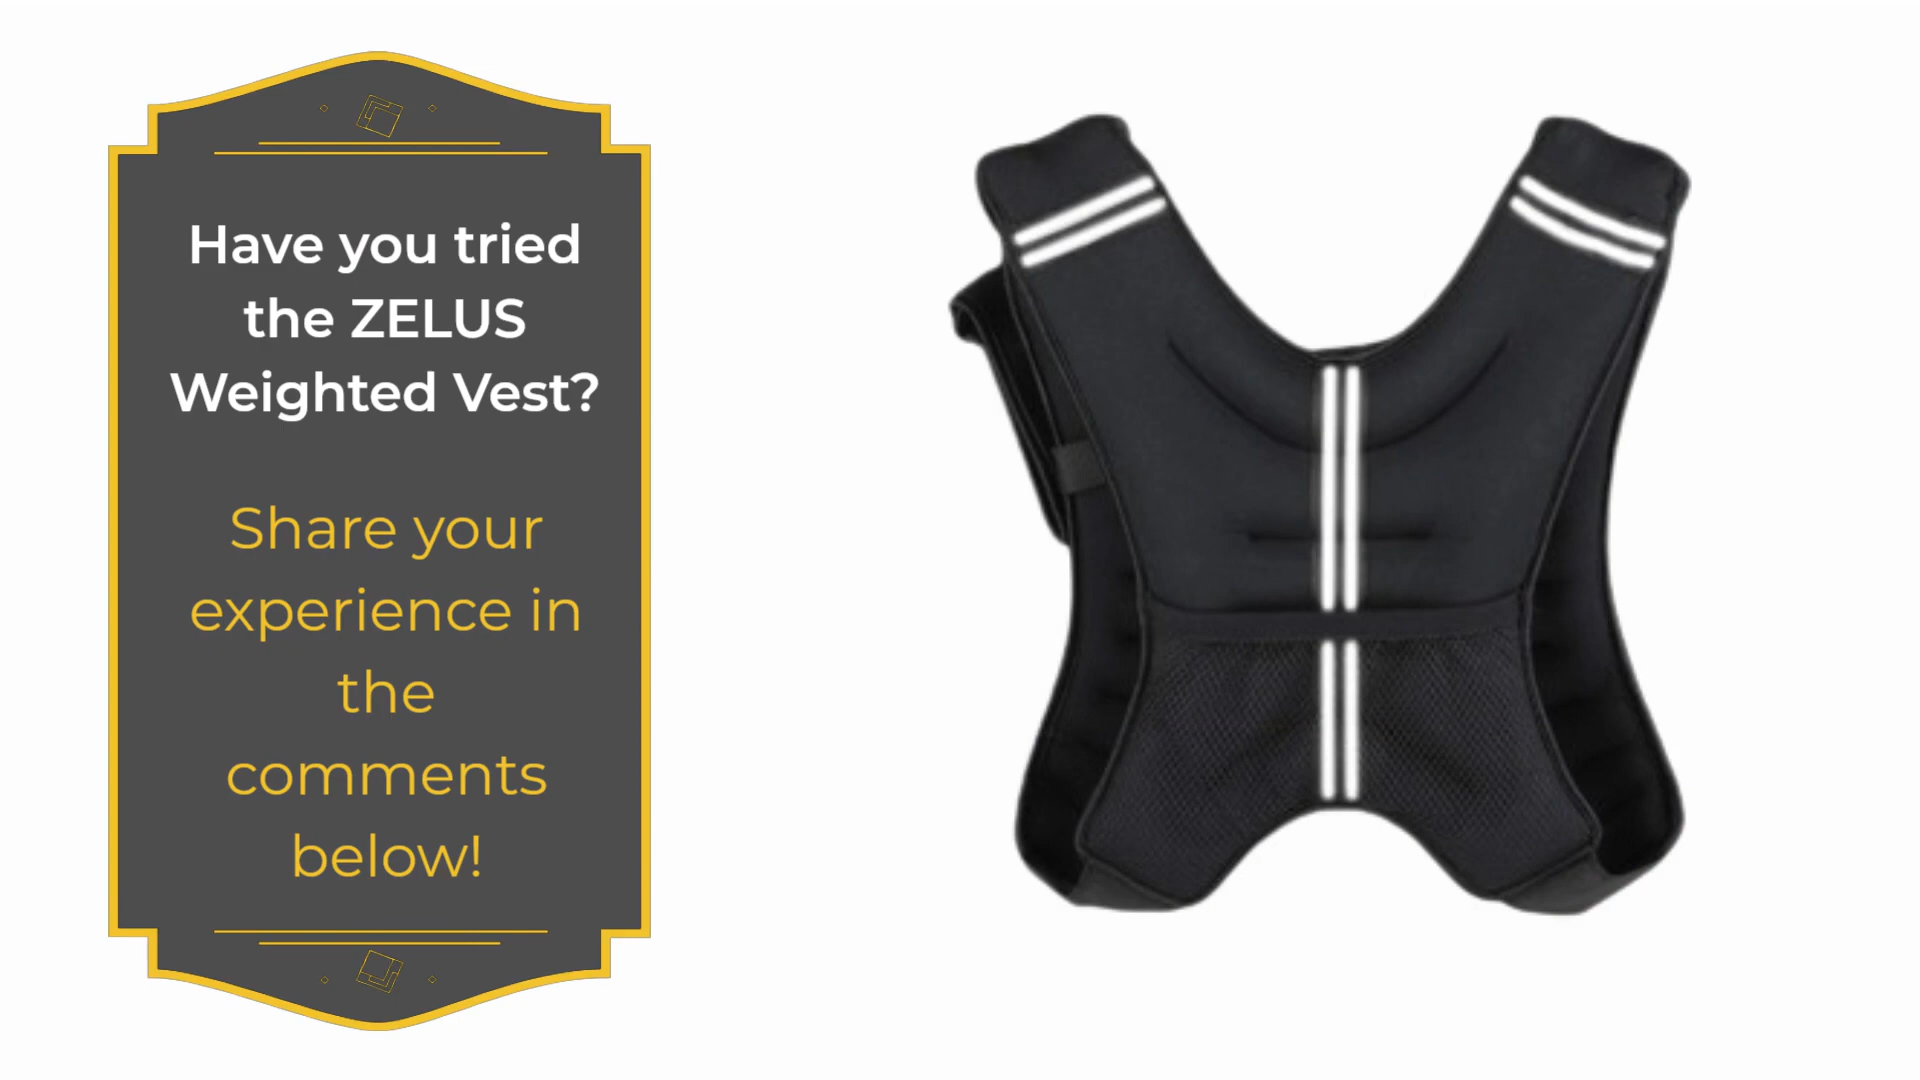 Have you tried
the ZELUS
Weighted Vest?
Share your
experience in
the
comments
below!